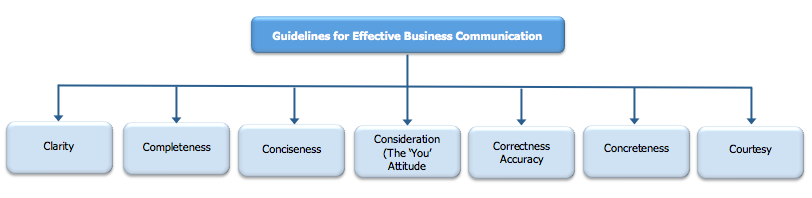 Guidelines for Effective Business Communication
Clarity
Completeness
Conciseness
Consideration
(The 'You'
Attitude
Correctness
Accuracy
Concreteness
Courtesy